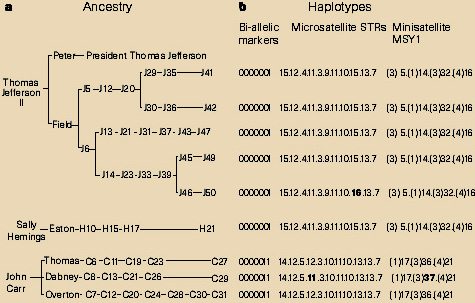 a Ancestry b Haplotypes
Bi-allelic markers Microsatellite STRs Minisatellite MSY1
Peter President Thomas Jefferson
J29-J35 J41 0000001 15.12.4.11.3.9.11.10.15.13.7 (3) 5.(1)14.(3)32.(4)16
Thomas Jefferson II
J5-J12-J20
J30-J36 J42 0000001 15.12.4.11.3.9.11.10.15.13.7 (3) 5.(1)14.(3)32.(4)16
Field
J13-J21-J31-J37-J43-J47 0000001 15.12.4.11.3.9.11.10.15.13.7 (3) 5.(1)14.(3)32.(4)16
J6
J45-J49 0000001 15.12.4.11.3.9.11.10.15.13.7 (3) 5.(1)14.(3)32.(4)16
J14-J23-J33-J39
J46-J50 0000001 15.12.4.11.3.9.11.10.16.13.7 (3) 5.(1)14.(3)32.(4)16
Sally Hemings
Eaton-H10-H15-H17 H21 0000001 15.12.4.11.3.9.11.10.15.13.7 (3) 5.(1)14.(3)32.(4)16
Thomas-C6-C11-C19-C23 C27 0000001 14.12.5.12.3.10.11.10.13.13.7 (1)17.(3)36.(4)21
John Carr
Dabney-C8-C13-C21-C26 C29 0000001 14.12.5.11.3.10.11.10.13.13.7 (1)17.(3)37.(4)21
Overton-C7-C12-C20-C24-C28-C30-C31 0000001 14.12.5.12.3.10.11.10.13.13.7 (1)17.(3)36.(4)21